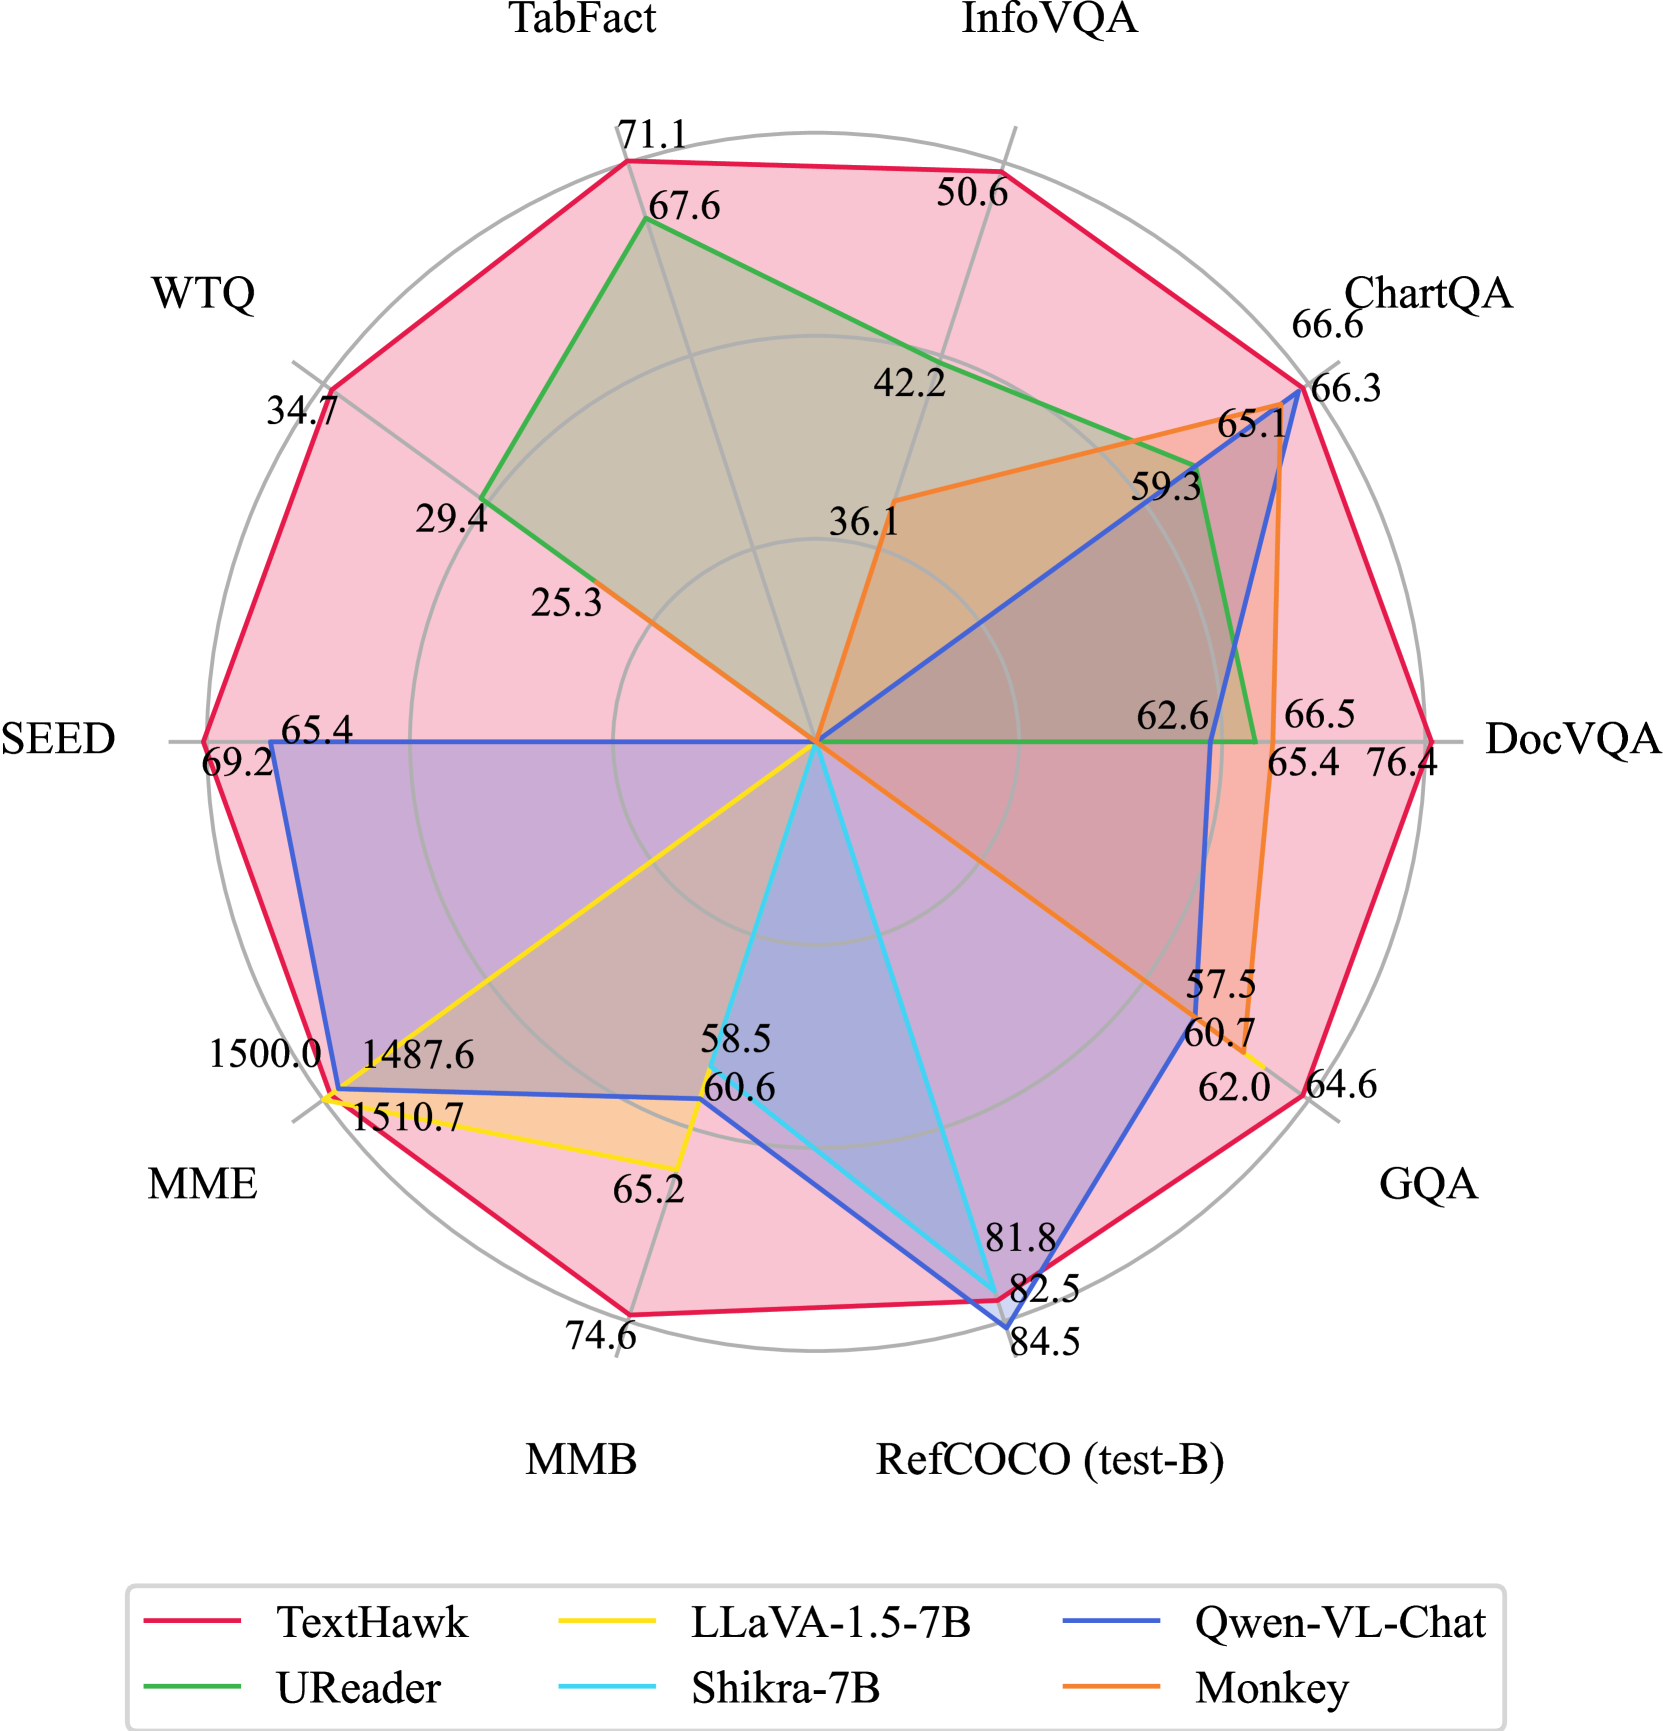 TabFact
InfoVQA
71.1
50.6
67.6
WTQ
ChartQA
66.6
66.3
42.2
34.7
65.1
59.3
29.4
36.1
25.3
62.6
66.5
SEED
65.4
DocVQA
69.2
65.4
76.4
57.5
60.7
58.5
1500.0
1487.6
60.6
62.0
64.6
1510.7
MME
65.2
GQA
81.8
82.5
74.6
84.5
MMB
RefCOCO (test-B)
TextHawk
LLaVA-1.5-7B
Qwen-VL-Chat
UReader
Shikra-7B
Monkey